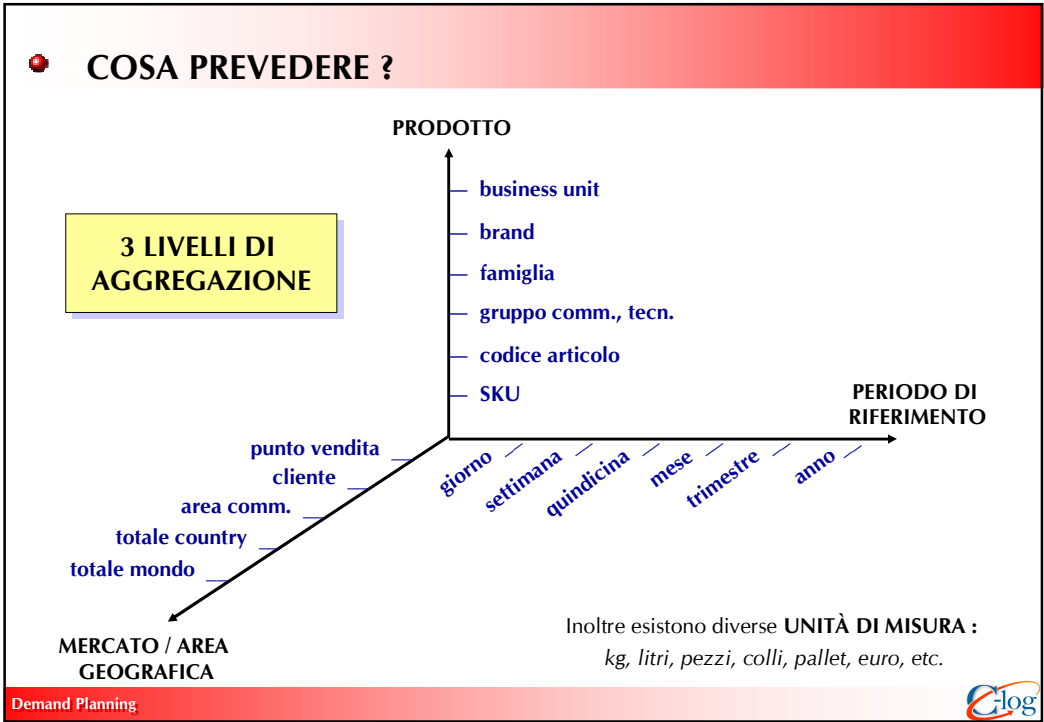 COSA PREVEDERE ?
PRODOTTO
business unit
brand
famiglia
gruppo comm., tecn.
codice articolo
SKU
3 LIVELLI DI
AGGREGAZIONE
PERIODO DI
RIFERIMENTO
giorno
settimana
quindicina
mese
trimestre
anno
punto vendita
cliente
area comm.
totale country
totale mondo
MERCATO / AREA
GEOGRAFICA
Inoltre esistono diverse UNITÀ DI MISURA :
kg, litri, pezzi, colli, pallet, euro, etc.
Demand Planning
C-log